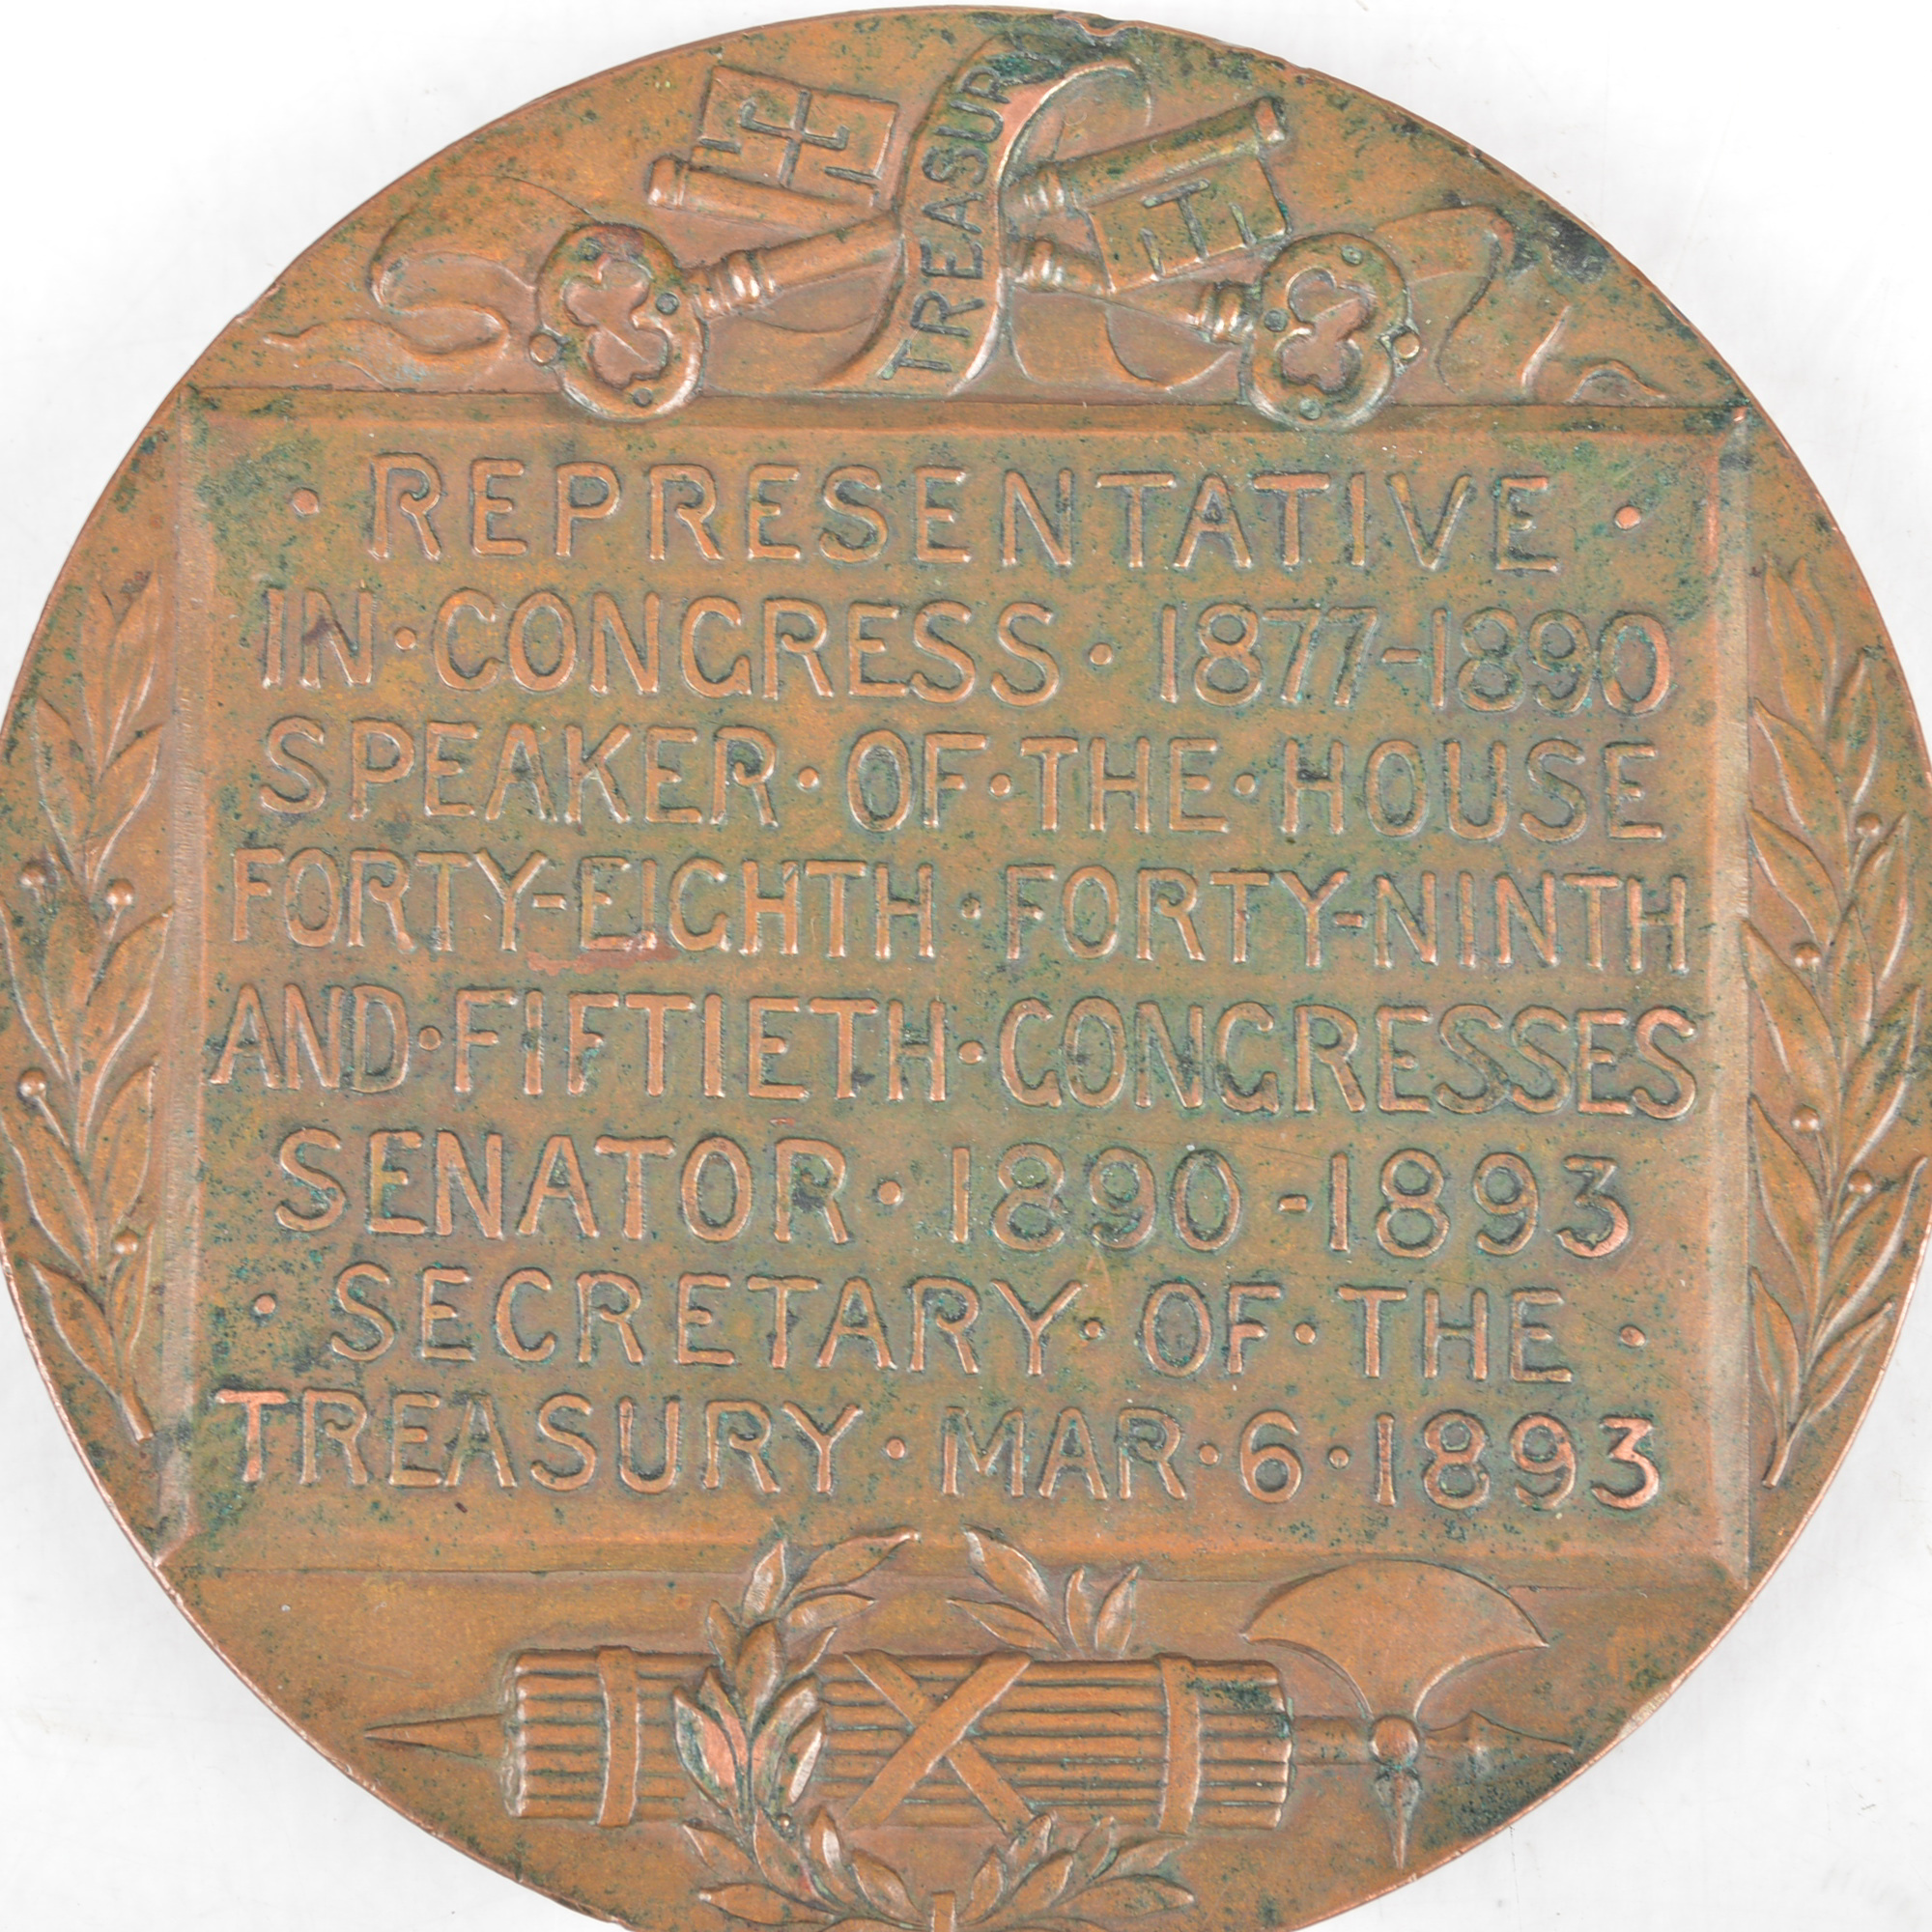 TREASURY
· REPRESENTATIVE ·
IN · CONGRESS · 1877-1890
SPEAKER · OF · THE · HOUSE
FORTY-EIGHTH · FORTY-NINTH
AND · FIFTIETH · CONGRESSES
SENATOR · 1890-1893
· SECRETARY · OF · THE ·
TREASURY · MAR · 6 · 1893